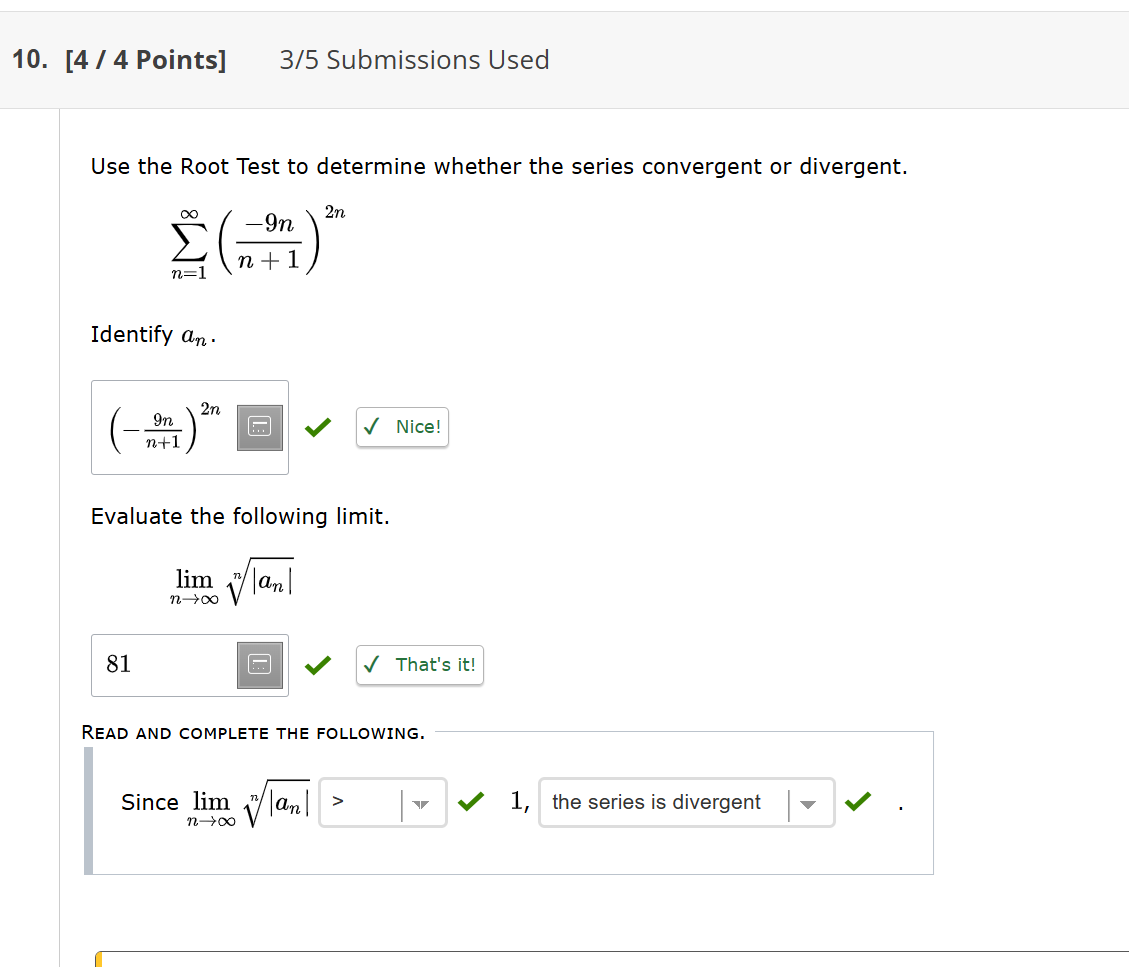 10. [4 / 4 Points] 3/5 Submissions Used
Use the Root Test to determine whether the series convergent or divergent.
∞
∑ ( −9n / n + 1 )^2n
n=1
Identify aₙ.
(− 9n / n+1 )^2n ✓ Nice!
Evaluate the following limit.
lim ⁿ√|aₙ|
n→∞
81 ✓ That's it!
READ AND COMPLETE THE FOLLOWING.
Since lim ⁿ√|aₙ| > 1, the series is divergent .
n→∞